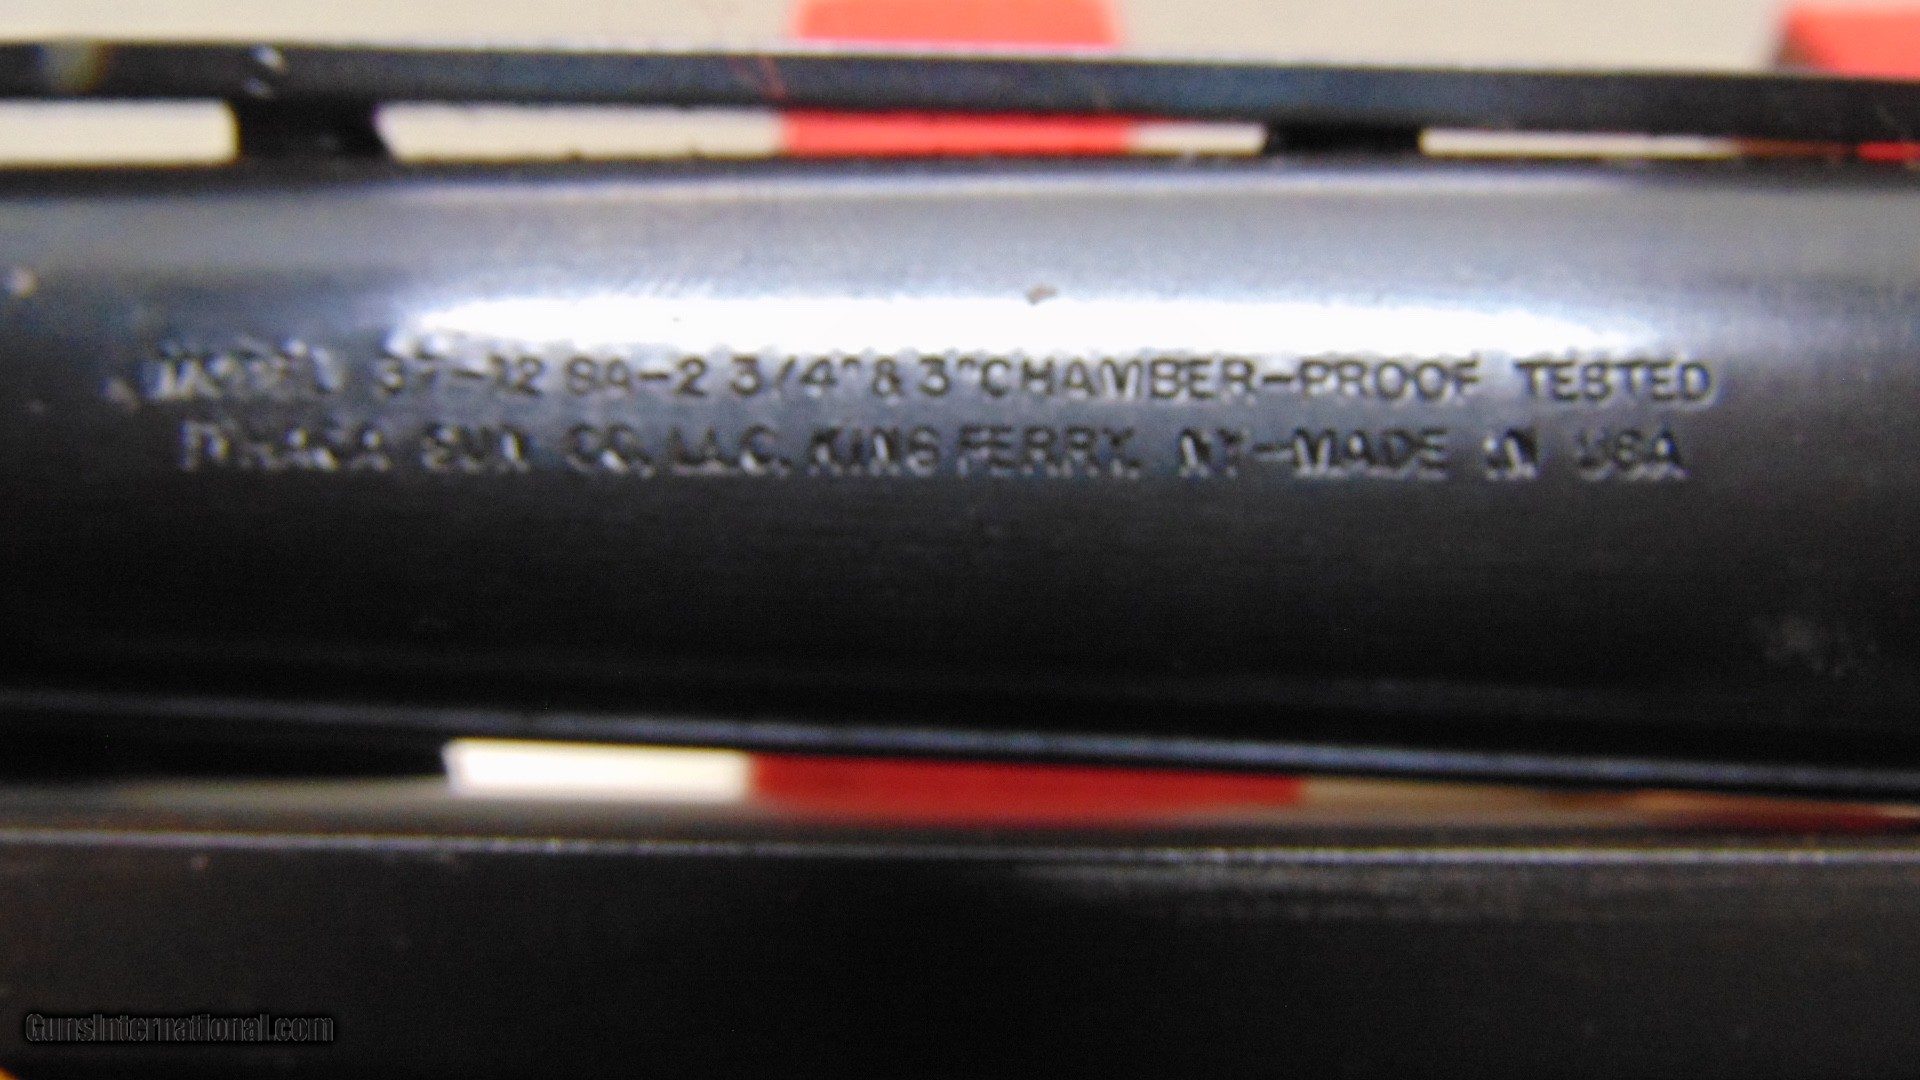 MODEL 37-12 GA-2 3/4"&3"CHAMBER-PROOF TESTED
ITHACA GUN CO, LLC. KINGS FERRY, NY-MADE IN USA
GunsInternational.com